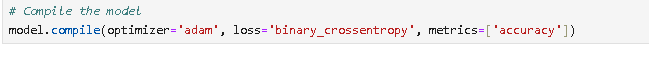 # Compile the model
model.compile(optimizer='adam', loss='binary_crossentropy', metrics=['accuracy'])